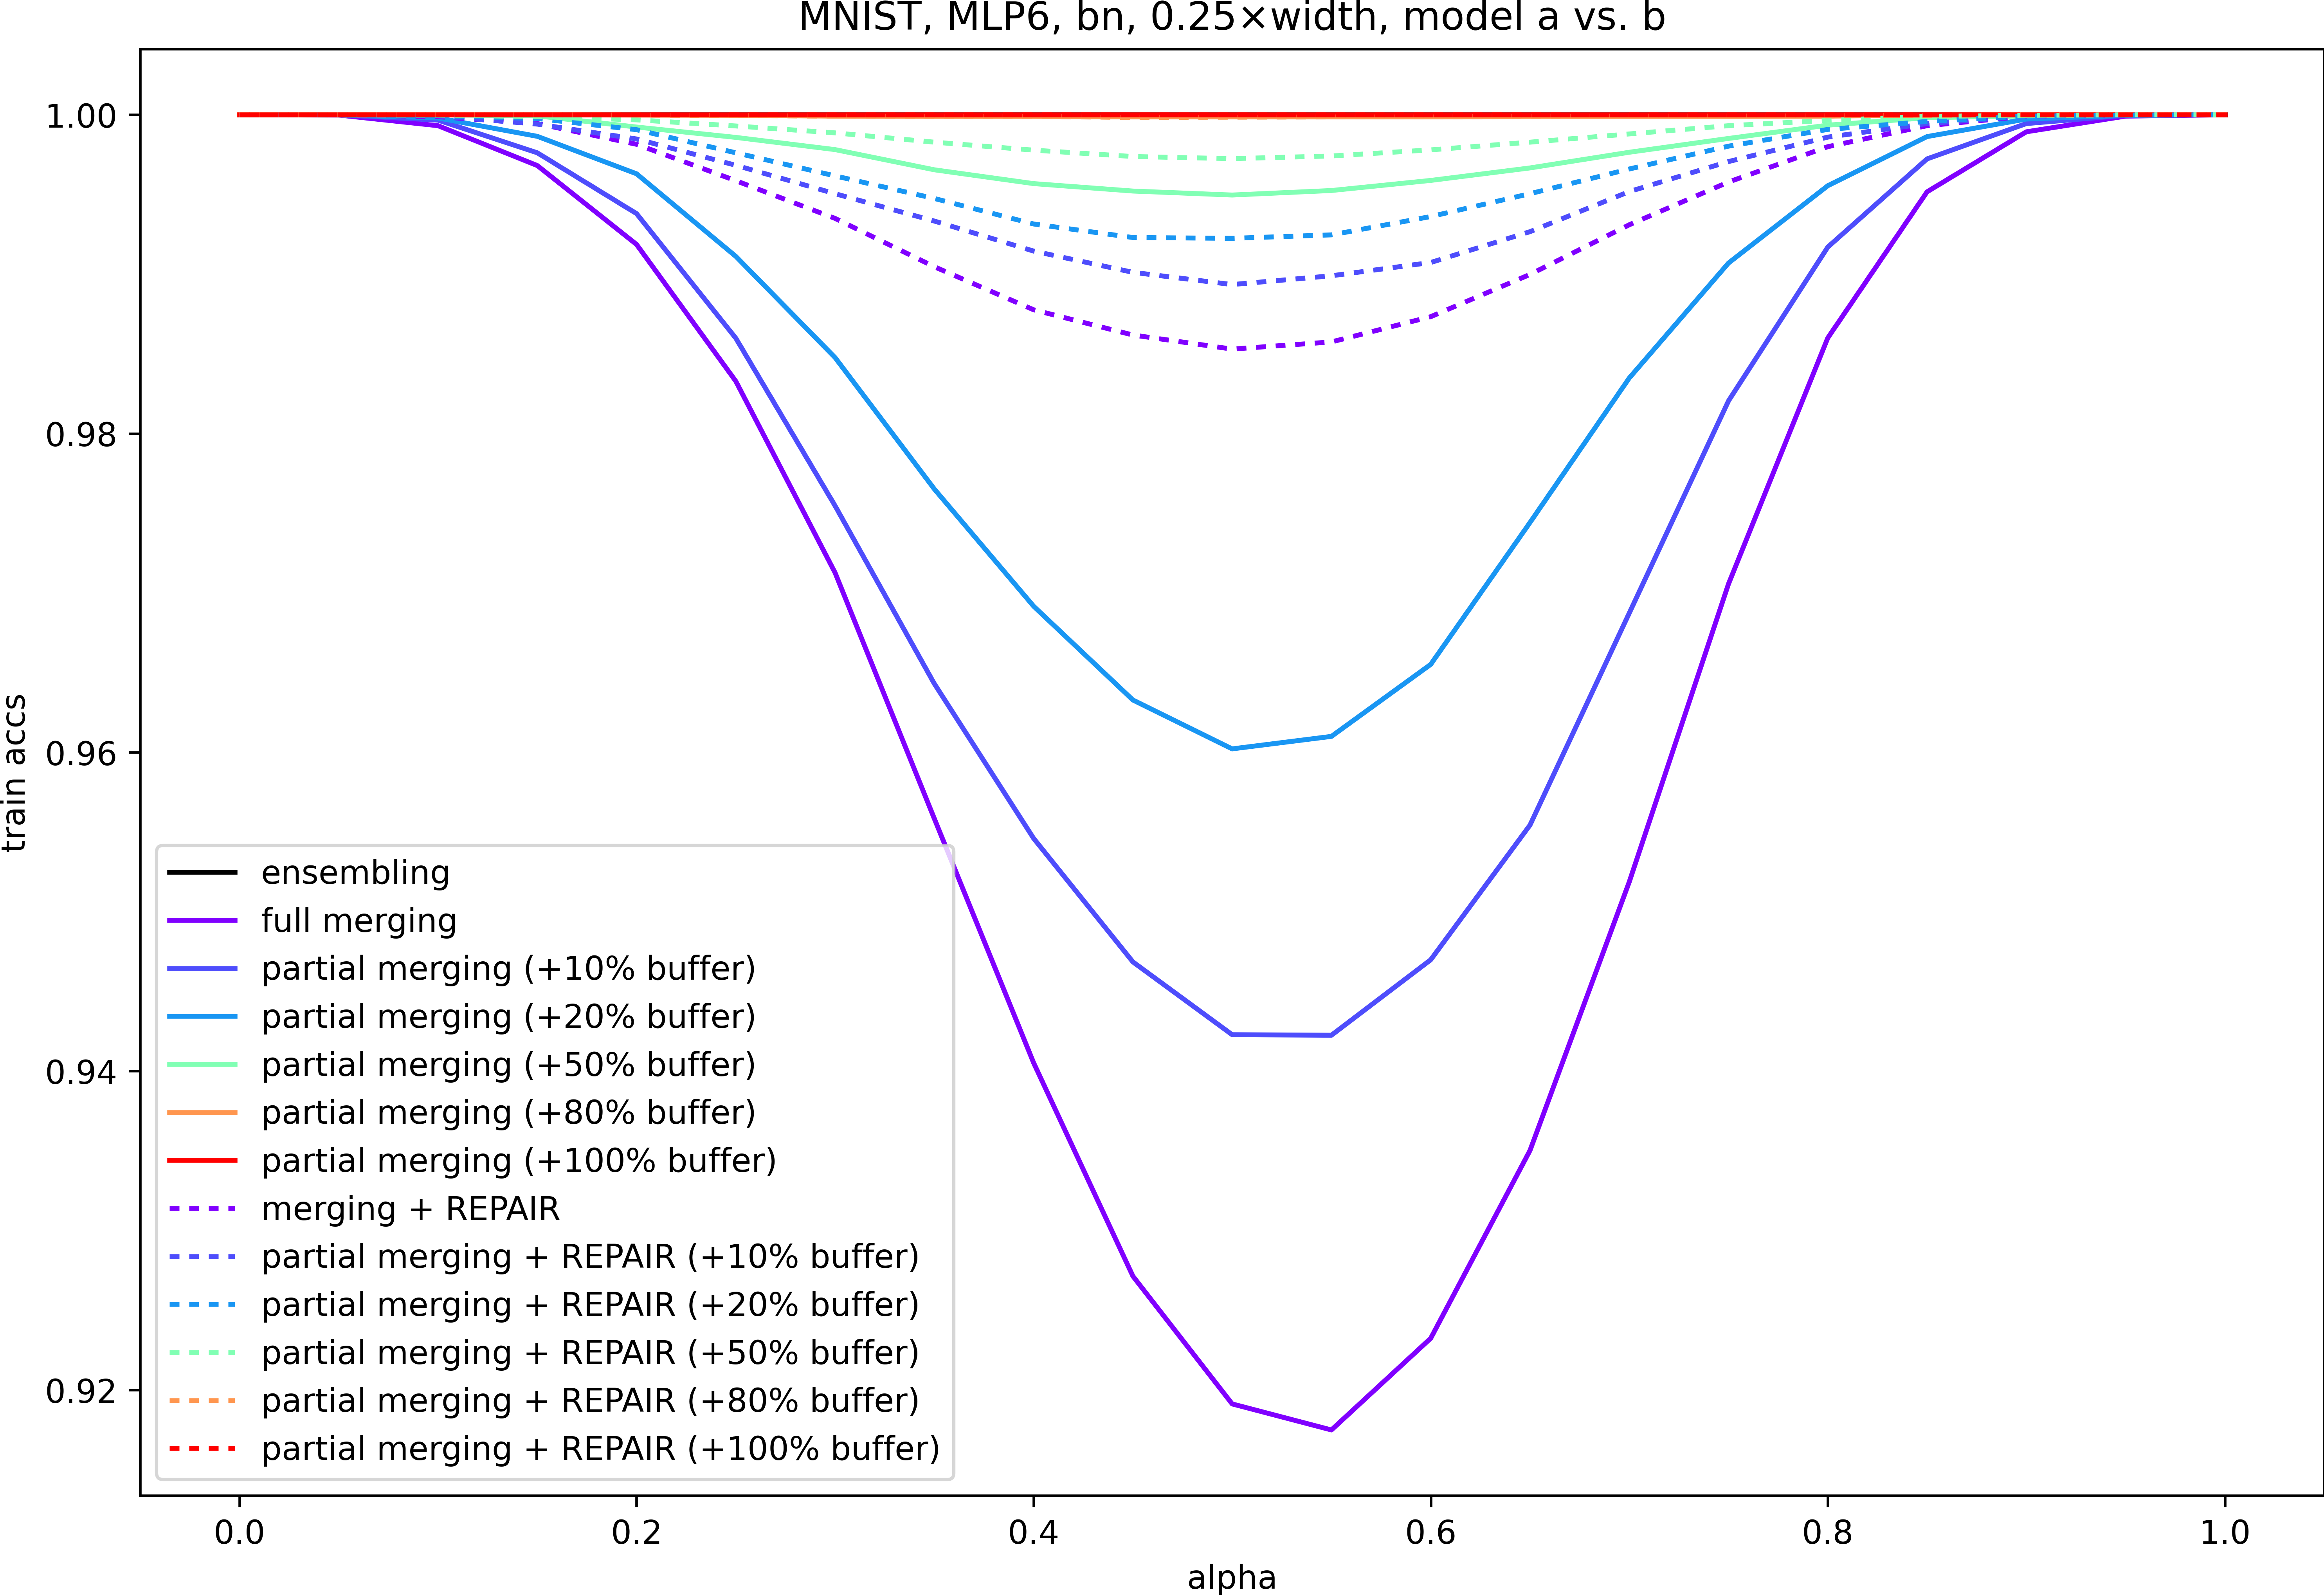 MNIST, MLP6, bn, 0.25×width, model a vs. b
1.00
0.98
0.96
0.94
0.92
train accs
ensembling
full merging
partial merging (+10% buffer)
partial merging (+20% buffer)
partial merging (+50% buffer)
partial merging (+80% buffer)
partial merging (+100% buffer)
merging + REPAIR
partial merging + REPAIR (+10% buffer)
partial merging + REPAIR (+20% buffer)
partial merging + REPAIR (+50% buffer)
partial merging + REPAIR (+80% buffer)
partial merging + REPAIR (+100% buffer)
0.0 0.2 0.4 0.6 0.8 1.0
alpha